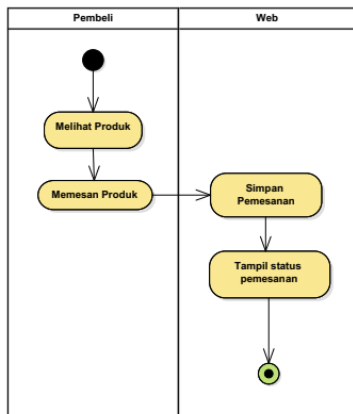 Pembeli
Web
Melihat Produk
Memesan Produk
Simpan
Pemesanan
Tampil status
pemesanan